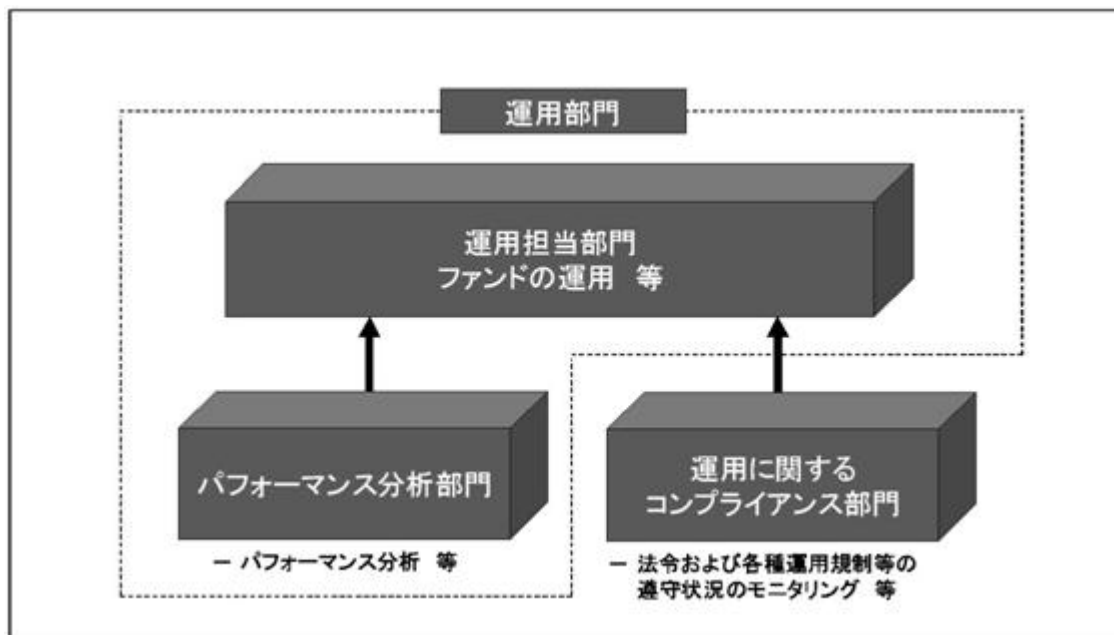 運用部門
運用担当部門
ファンドの運用 等
パフォーマンス分析部門
－ パフォーマンス分析 等
運用に関する
コンプライアンス部門
－ 法令および各種運用規制等の
遵守状況のモニタリング 等